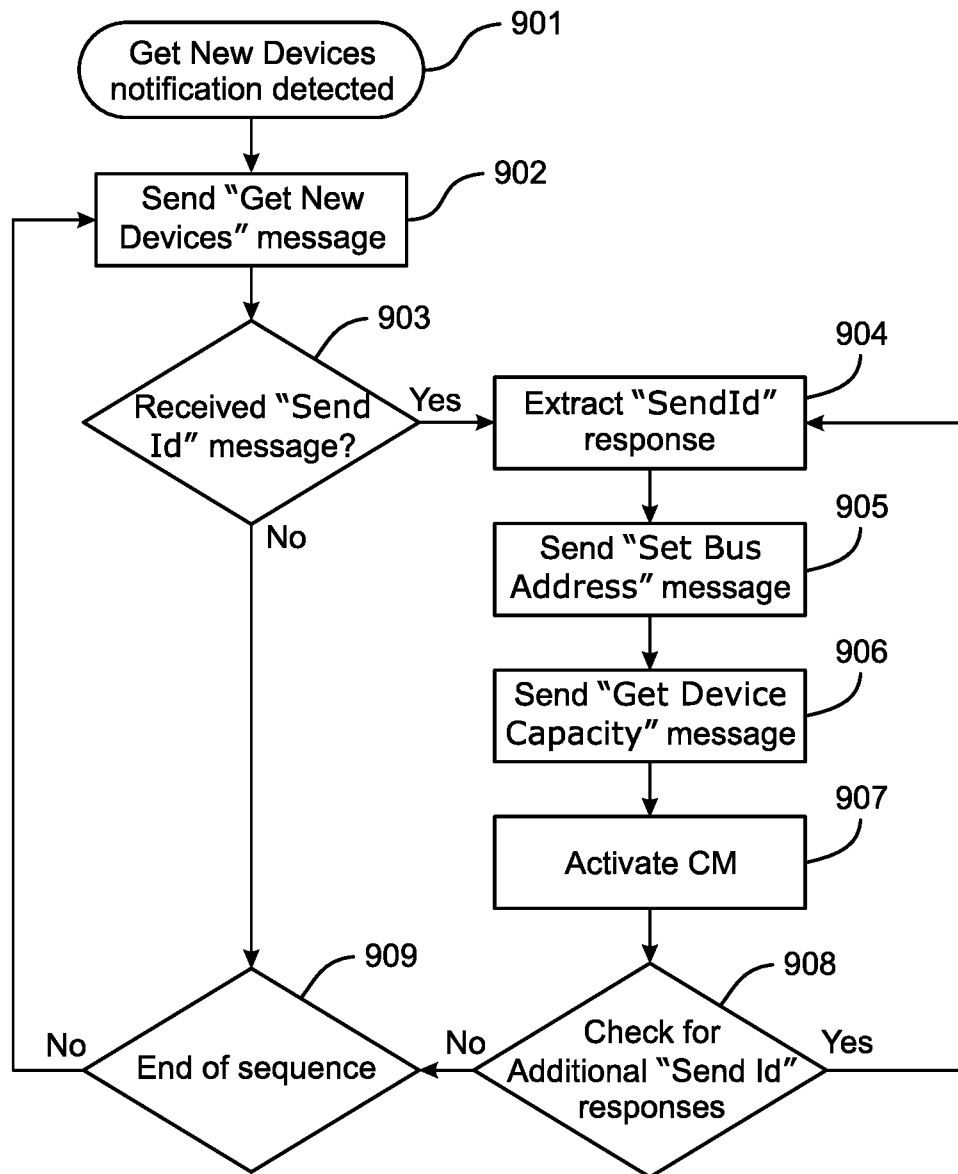 Get New Devices
notification detected
901
Send “Get New
Devices” message
902
Received “Send
Id” message?
903
Yes
No
Extract “SendId”
response
904
Send “Set Bus
Address” message
905
Send “Get Device
Capacity” message
906
Activate CM
907
Check for
Additional “Send Id”
responses
908
Yes
No
End of sequence
909
No